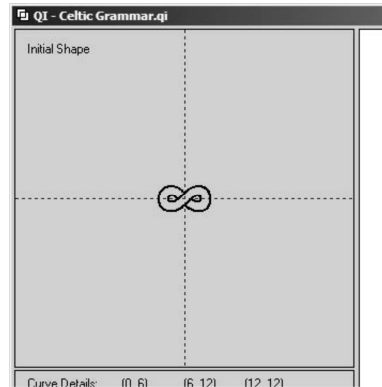 QI - Celtic Grammar.qi
Initial Shape
Curve Details: (0, 6) (6, 12) (12, 12)